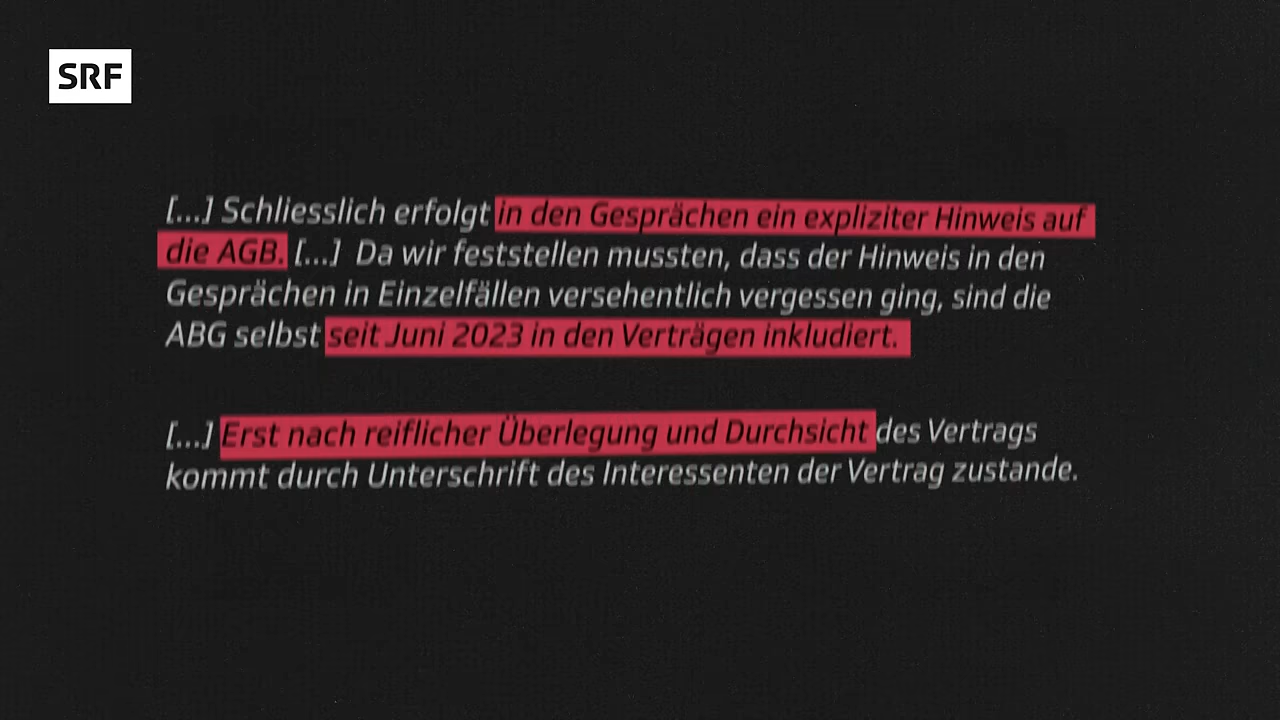 SRF
[...] Schliesslich erfolgt in den Gesprächen ein expliziter Hinweis auf
die AGB. [...] Da wir feststellen mussten, dass der Hinweis in den
Gesprächen in Einzelfällen versehentlich vergessen ging, sind die
ABG selbst seit Juni 2023 in den Verträgen inkludiert.
[...] Erst nach reiflicher Überlegung und Durchsicht des Vertrags
kommt durch Unterschrift des Interessenten der Vertrag zustande.